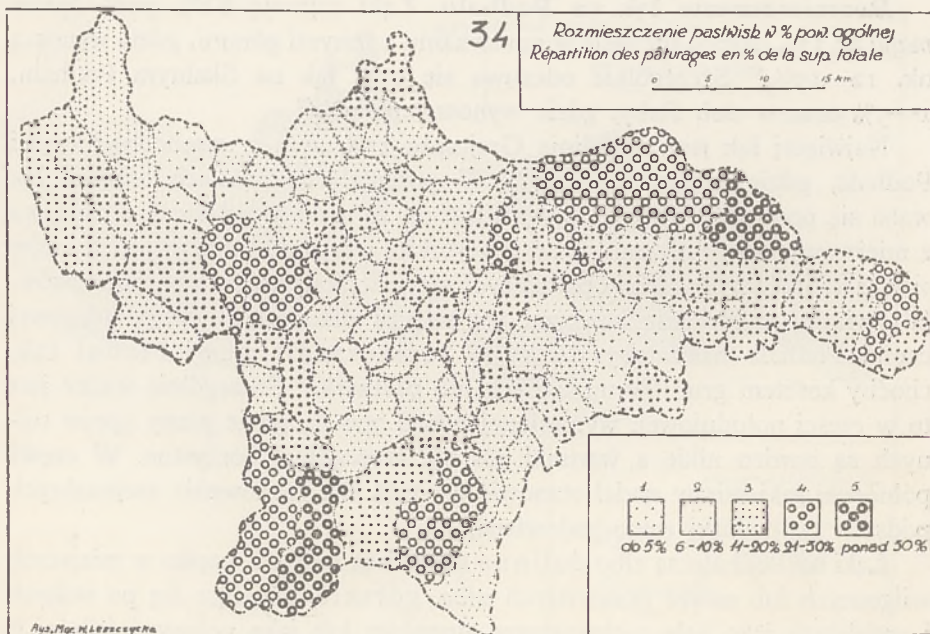 34
Rozmieszczenie pastwisk w % pow. ogólnej
Répartition des pâturages en % de la sup. totale
0 5 10 15 km
1. 2. 3. 4. 5.
do 5% 6-10% 11-20% 21-50% ponad 50%
Rys. Mgr. H. Leszczycka